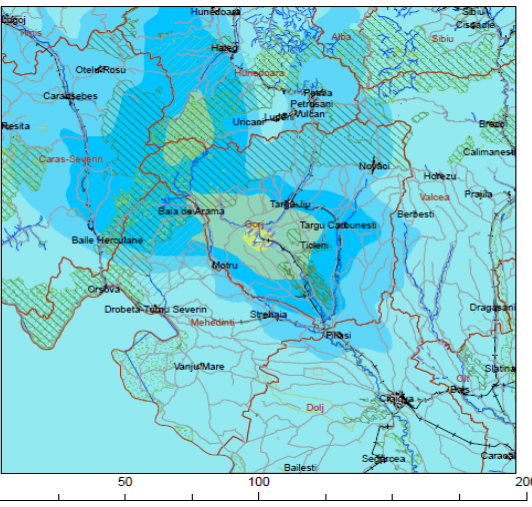 Hunedoara
Sibiu
Cisnadie
Alba
Sibiu
Hateg
Otelu-Rosu
Hunedoara
Caransebes
Petrila
Petrosani
Vulcan
Lupeni
Uricani
Resita
Brezoi
Calimanesti
Caras-Severin
Novaci
Horezu
Valcea
Prajila
Baia de Arama
Targu-Jiu
Berbesti
Gorj
Targu Carbunesti
Baile Herculane
Ticleni
Motru
Orsova
Drobeta-Turnu Severin
Strehaia
Dragasani
Mehedinti
Filiasi
Vanju Mare
Slatina
Olt
Bals
Craiova
Dolj
Segarcea
Caracal
Bailesti
50
100
200